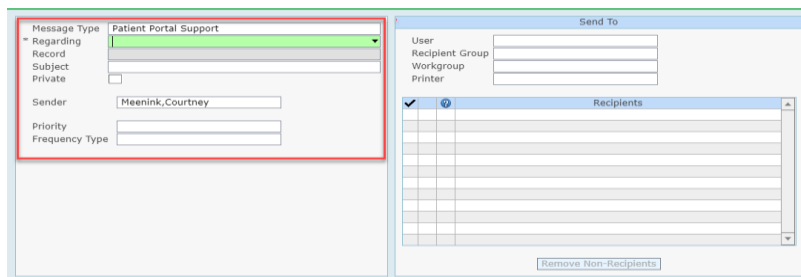 Message Type Patient Portal Support
* Regarding
Record
Subject
Private
Sender Meenink,Courtney
Priority
Frequency Type
Send To
User
Recipient Group
Workgroup
Printer
Recipients
Remove Non-Recipients